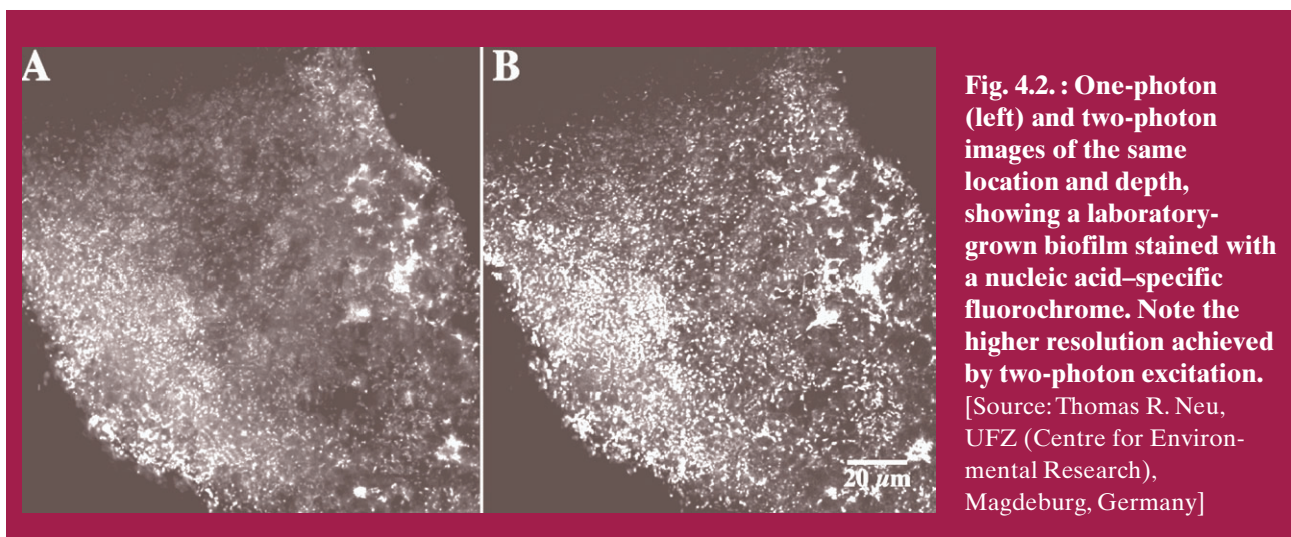 A
B
20 µm
Fig. 4.2. : One-photon
(left) and two-photon
images of the same
location and depth,
showing a laboratory-
grown biofilm stained with
a nucleic acid–specific
fluorochrome. Note the
higher resolution achieved
by two-photon excitation.
[Source: Thomas R. Neu,
UFZ (Centre for Environ-
mental Research),
Magdeburg, Germany]